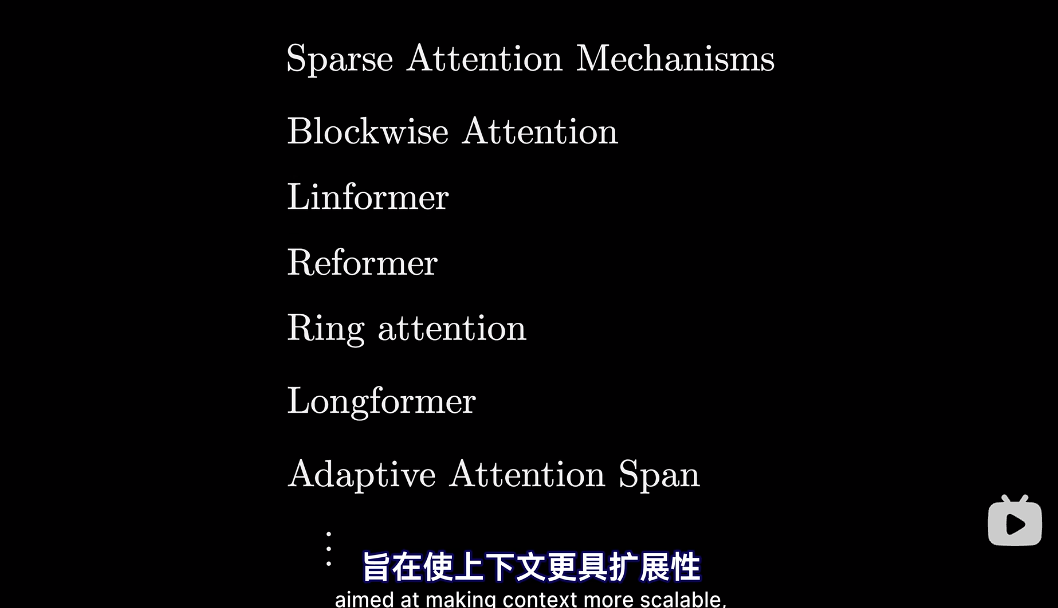 Sparse Attention Mechanisms
Blockwise Attention
Linformer
Reformer
Ring attention
Longformer
Adaptive Attention Span
⋮
旨在使上下文更具扩展性
aimed at making context more scalable,